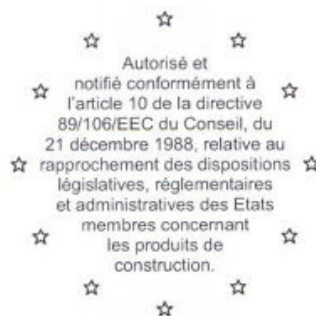 Autorisé et
notifié conformément à
l'article 10 de la directive
89/106/EEC du Conseil, du
21 décembre 1988, relative au
rapprochement des dispositions
législatives, réglementaires
et administratives des Etats
membres concernant
les produits de
construction.